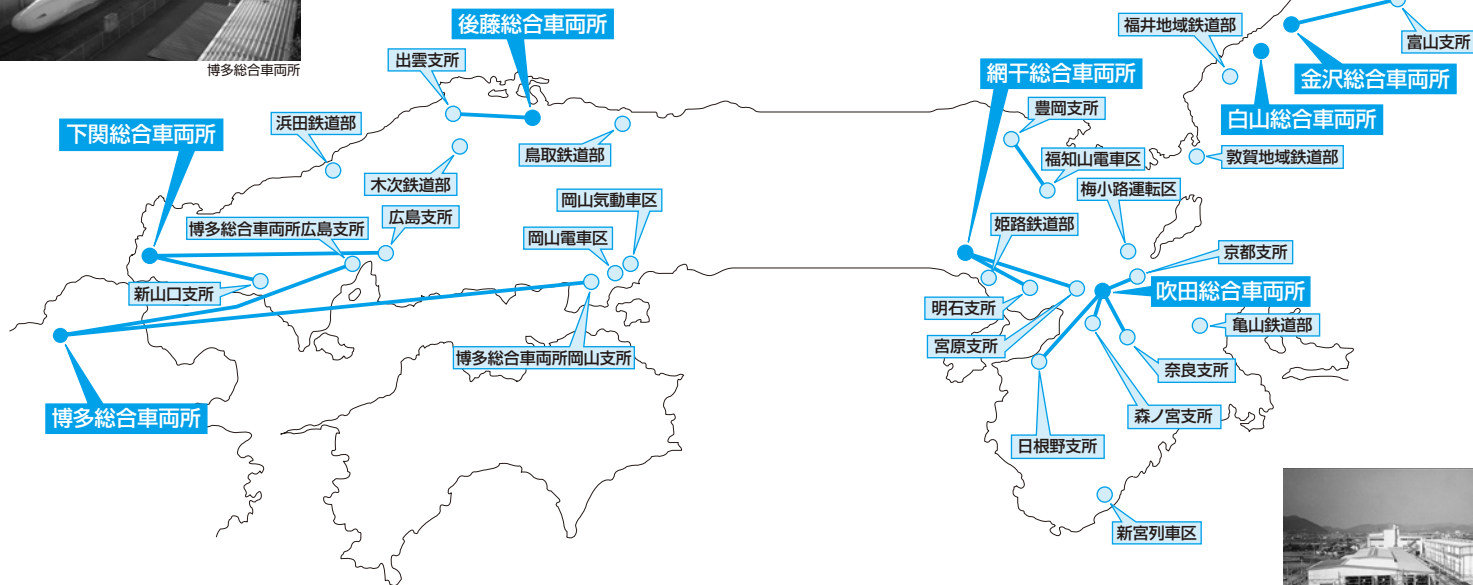 博多総合車両所
後藤総合車両所
出雲支所
下関総合車両所
浜田鉄道部
木次鉄道部
鳥取鉄道部
博多総合車両所広島支所
広島支所
岡山気動車区
岡山電車区
新山口支所
博多総合車両所岡山支所
博多総合車両所
福井地域鉄道部
富山支所
金沢総合車両所
網干総合車両所
白山総合車両所
豊岡支所
福知山電車区
敦賀地域鉄道部
梅小路運転区
姫路鉄道部
京都支所
明石支所
吹田総合車両所
宮原支所
亀山鉄道部
奈良支所
森ノ宮支所
日根野支所
新宮列車区